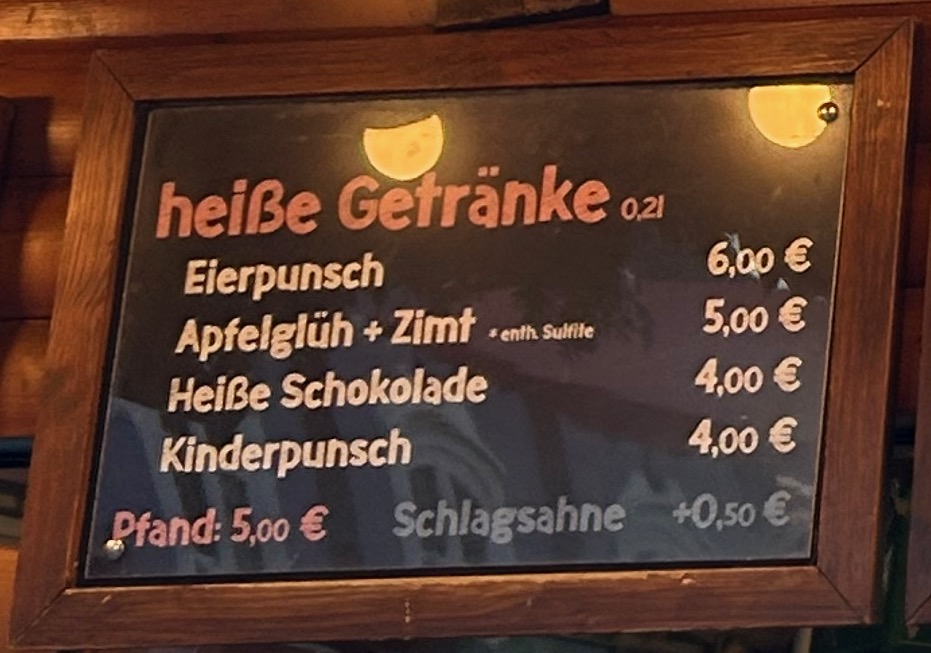 heiße Getränke 0,2l
Eierpunsch 6,00 €
Apfelglüh + Zimt * enth. Sulfite 5,00 €
Heiße Schokolade 4,00 €
Kinderpunsch 4,00 €
Pfand: 5,00 € Schlagsahne +0,50 €